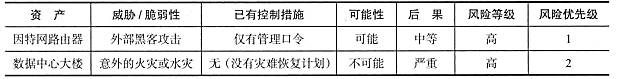 资产 威胁/脆弱性 已有控制措施 可能性 后果 风险等级 风险优先级
因特网路由器 外部黑客攻击 仅有管理口令 可能 中等 高 1
数据中心大楼 意外的火灾或水灾 无(没有灾难恢复计划) 不可能 严重 高 2